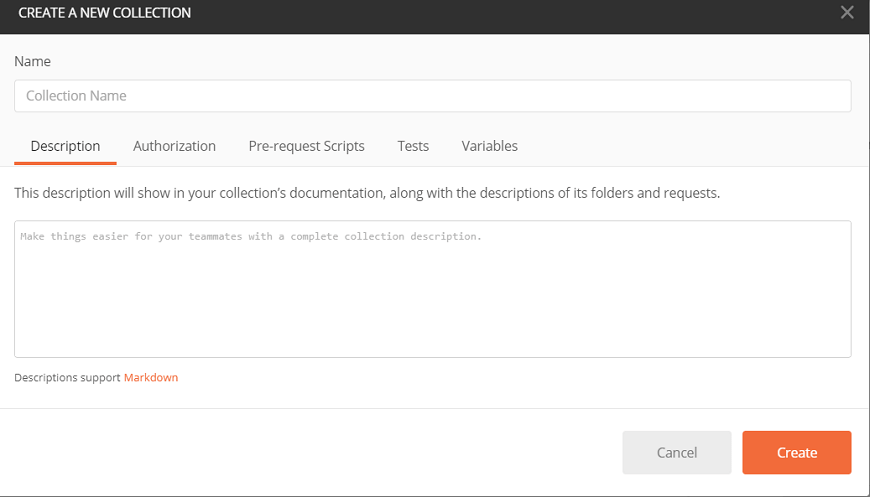 CREATE A NEW COLLECTION
Name
Collection Name
Description Authorization Pre-request Scripts Tests Variables
This description will show in your collection's documentation, along with the descriptions of its folders and requests.
Make things easier for your teammates with a complete collection description.
Descriptions support Markdown
Cancel Create